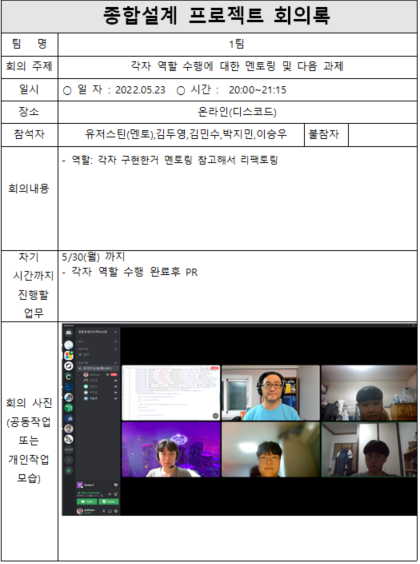 종합설계 프로젝트 회의록
팀 명 1팀
회의 주제 각자 역할 수행에 대한 멘토링 및 다음 과제
일시 ○ 일 자 : 2022.05.23 ○ 시간 : 20:00~21:15
장소 온라인(디스코드)
참석자 유저스틴(멘토),김두영,김민수,박지민,이승우 불참자
회의내용 - 역할: 각자 구현한거 멘토링 참고해서 리팩토링
차기
시간까지
진행할
업무
5/30(월) 까지
- 각자 역할 수행 완료후 PR
회의 사진
(공동작업
또는
개인작업
모습)